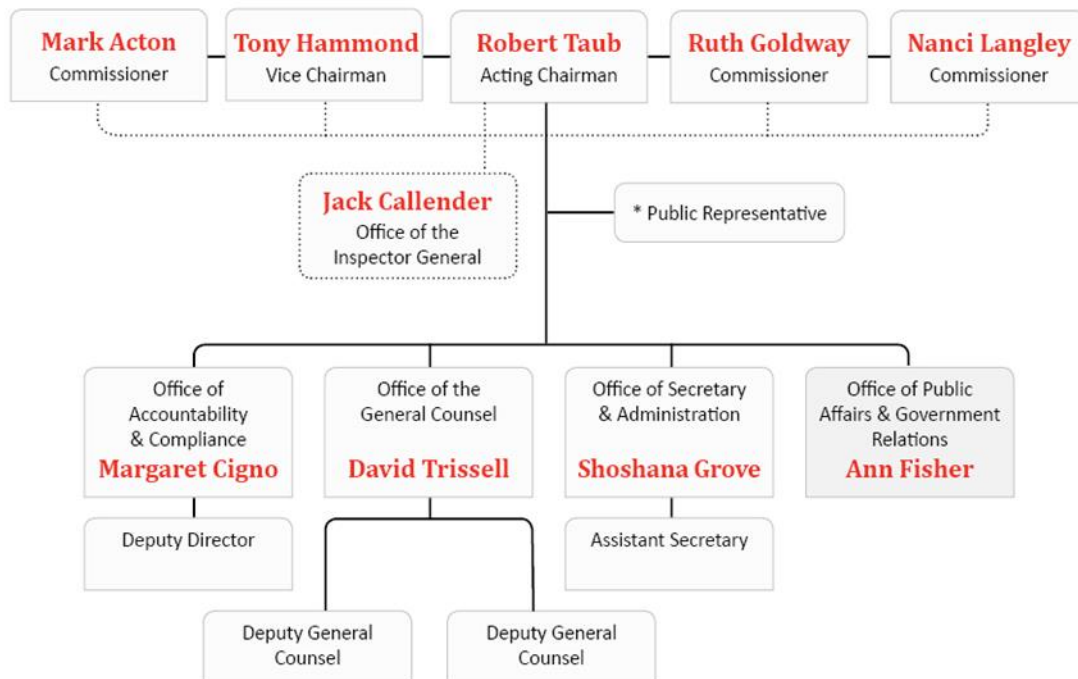 Mark Acton
Commissioner
Tony Hammond
Vice Chairman
Robert Taub
Acting Chairman
Ruth Goldway
Commissioner
Nanci Langley
Commissioner
Jack Callender
Office of the
Inspector General
* Public Representative
Office of
Accountability
& Compliance
Margaret Cigno
Office of the
General Counsel
David Trissell
Office of Secretary
& Administration
Shoshana Grove
Office of Public
Affairs & Government
Relations
Ann Fisher
Deputy Director
Assistant Secretary
Deputy General
Counsel
Deputy General
Counsel